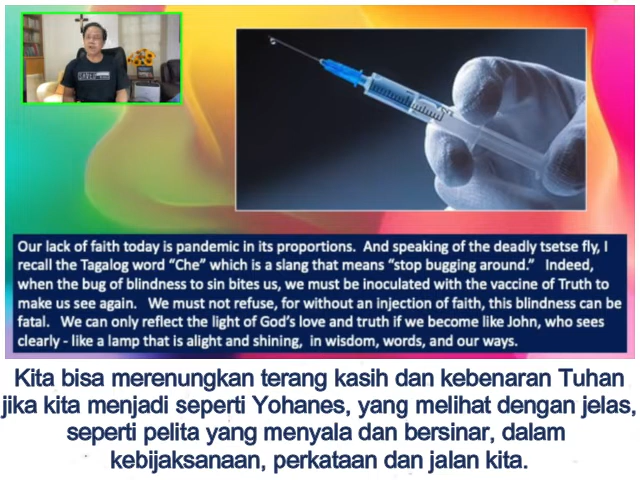 Our lack of faith today is pandemic in its proportions.  And speaking of the deadly tsetse fly, I
recall the Tagalog word “Che” which is a slang that means “stop bugging around.”  Indeed,
when the bug of blindness to sin bites us, we must be inoculated with the vaccine of Truth to
make us see again.  We must not refuse, for without an injection of faith, this blindness can be
fatal.  We can only reflect the light of God’s love and truth if we become like John, who sees
clearly - like a lamp that is alight and shining,  in wisdom, words, and our ways.
Kita bisa merenungkan terang kasih dan kebenaran Tuhan
jika kita menjadi seperti Yohanes, yang melihat dengan jelas,
seperti pelita yang menyala dan bersinar, dalam
kebijaksanaan, perkataan dan jalan kita.